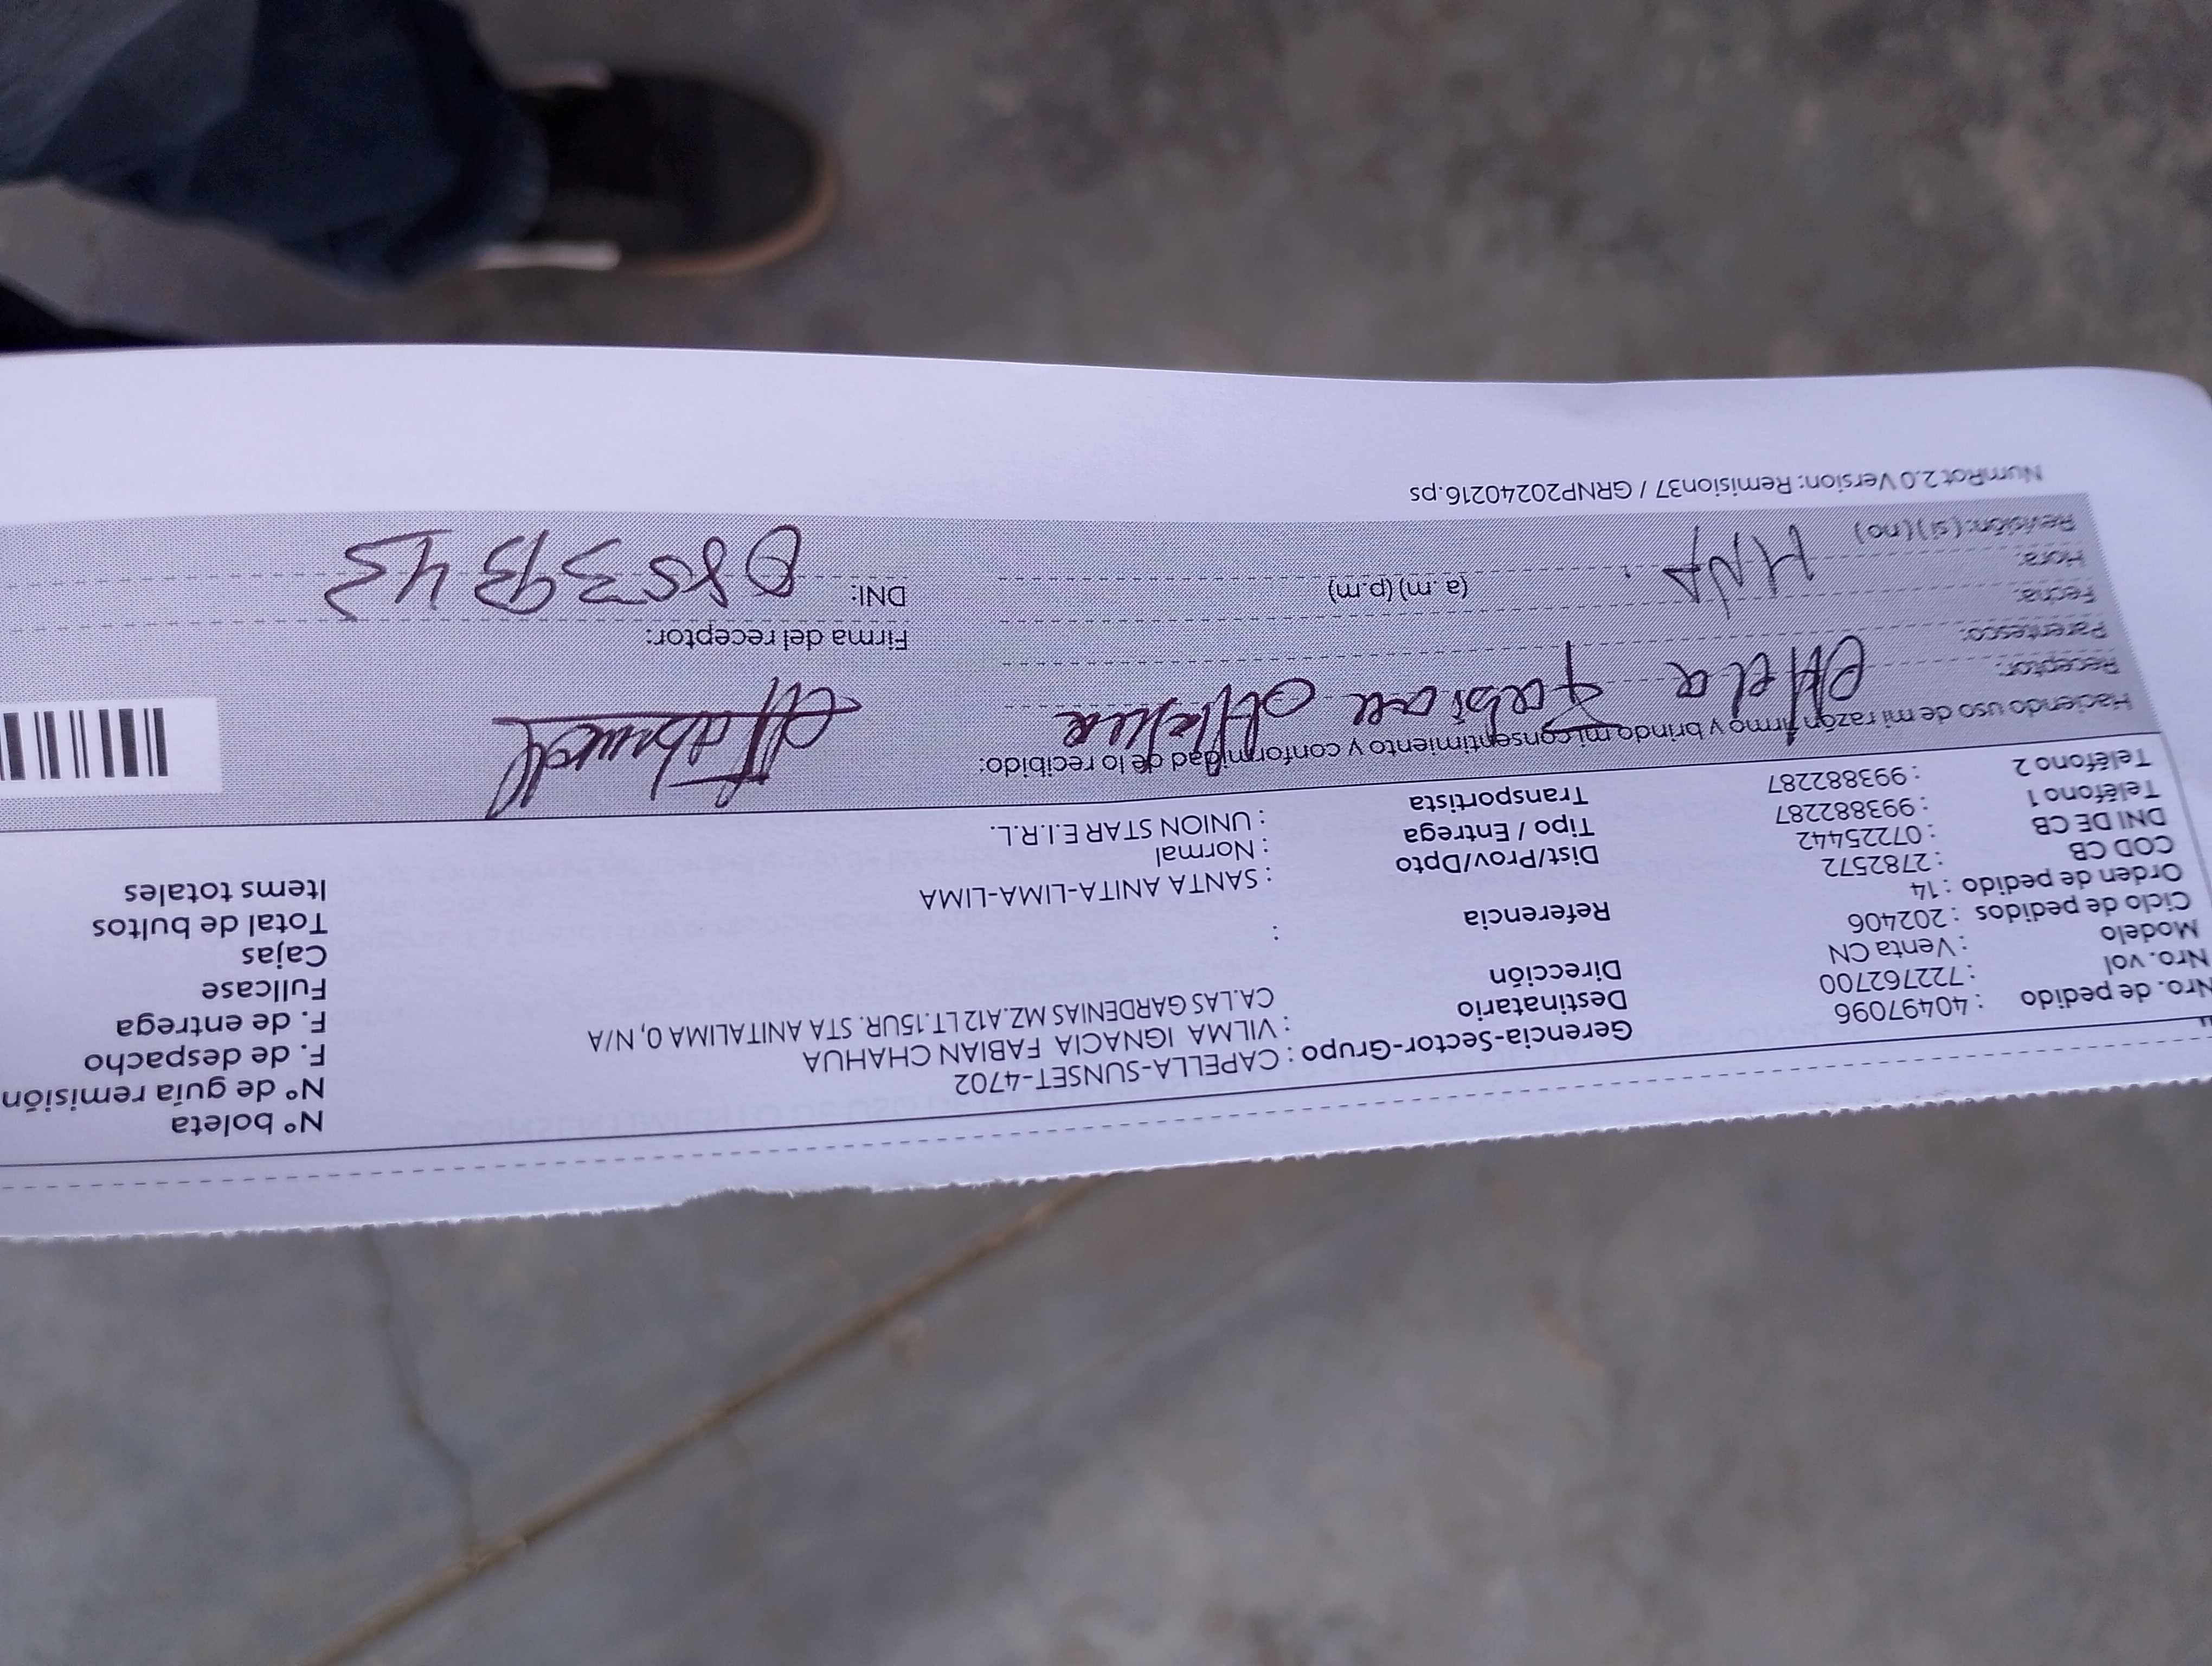 Nro. de pedido : 40497096 Gerencia-Sector-Grupo : CAPELLA-SUNSET-4702 N° boleta
Nro. vol : 722762700 Destinatario : VILMA IGNACIA FABIAN CHAHUA N° de guía remisión
Modelo : Venta CN Dirección CA.LAS GARDENIAS MZ.A12 LT.15UR. STA ANITALIMA 0, N/A F. de despacho
Ciclo de pedidos : 202406 F. de entrega
Orden de pedido : 14 Referencia : Fullcase
COD CB : 2782572 Dist/Prov/Dpto : SANTA ANITA-LIMA-LIMA Cajas
DNI DE CB : 07225442 Tipo / Entrega : Normal Total de bultos
Teléfono 1 : 993882287 Transportista : UNION STAR E.I.R.L. Items totales
Teléfono 2 : 993882287
Haciendo uso de mi razón firmo y brindo mi consentimiento y conformidad de lo recibido:
Receptor:
Parentesco: Firma del receptor:
Fecha:
Hora: (a.m) (p.m) DNI:
Revisión: (si) (no)
NumRot 2.0 Version: Remision37 / GRNP20240216.ps